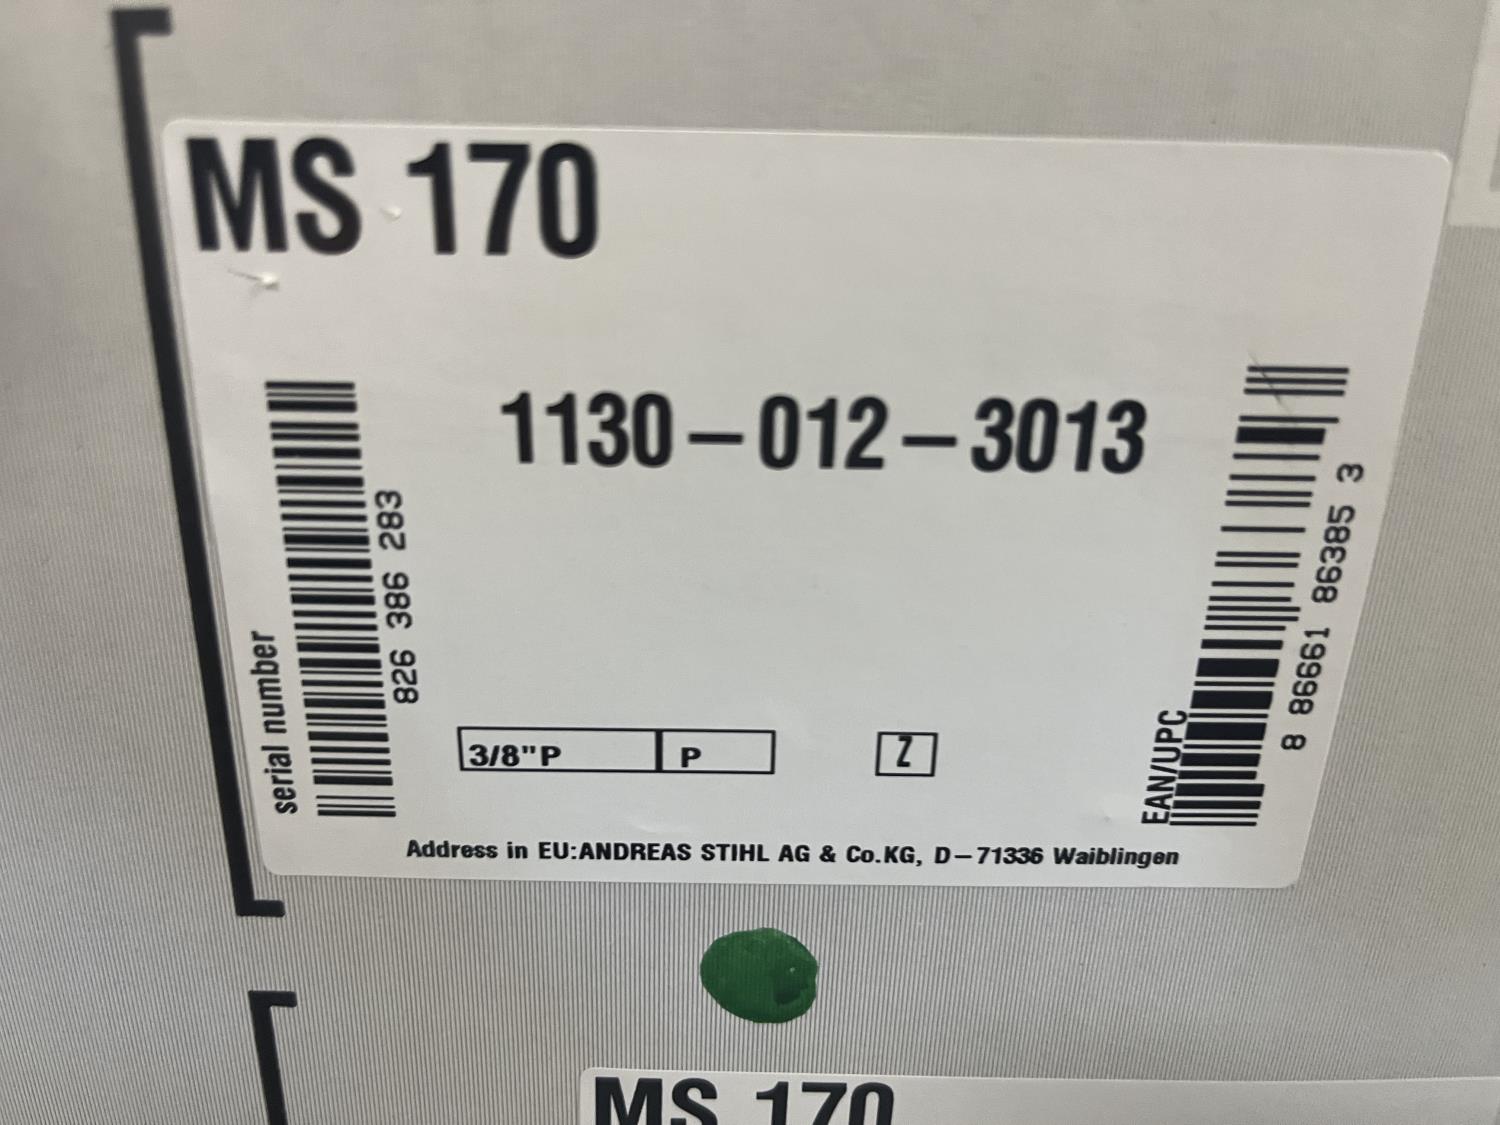 MS 170
1130-012-3013
serial number
826 386 283
3/8"P
P
Z
EAN/UPC
8 86661 86385 3
Address in EU:ANDREAS STIHL AG & Co.KG, D-71336 Waiblingen
MS 170